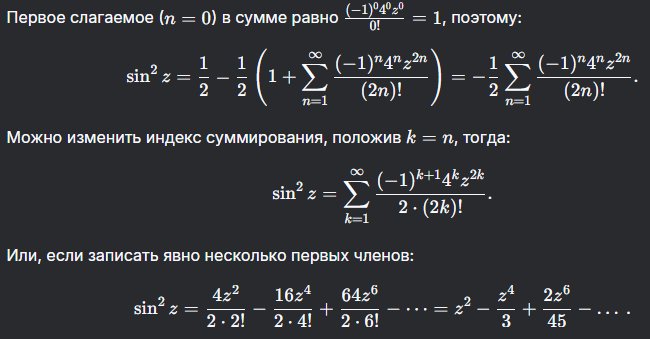 Первое слагаемое (n = 0) в сумме равно \frac{(-1)^0 4^0 z^0}{0!} = 1, поэтому:
\sin^2 z = \frac{1}{2} - \frac{1}{2} \left( 1 + \sum_{n=1}^{\infty} \frac{(-1)^n 4^n z^{2n}}{(2n)!} \right) = -\frac{1}{2} \sum_{n=1}^{\infty} \frac{(-1)^n 4^n z^{2n}}{(2n)!}.
Можно изменить индекс суммирования, положив k = n, тогда:
\sin^2 z = \sum_{k=1}^{\infty} \frac{(-1)^{k+1} 4^k z^{2k}}{2 \cdot (2k)!}.
Или, если записать явно несколько первых членов:
\sin^2 z = \frac{4z^2}{2 \cdot 2!} - \frac{16z^4}{2 \cdot 4!} + \frac{64z^6}{2 \cdot 6!} - \cdots = z^2 - \frac{z^4}{3} + \frac{2z^6}{45} - \ldots.